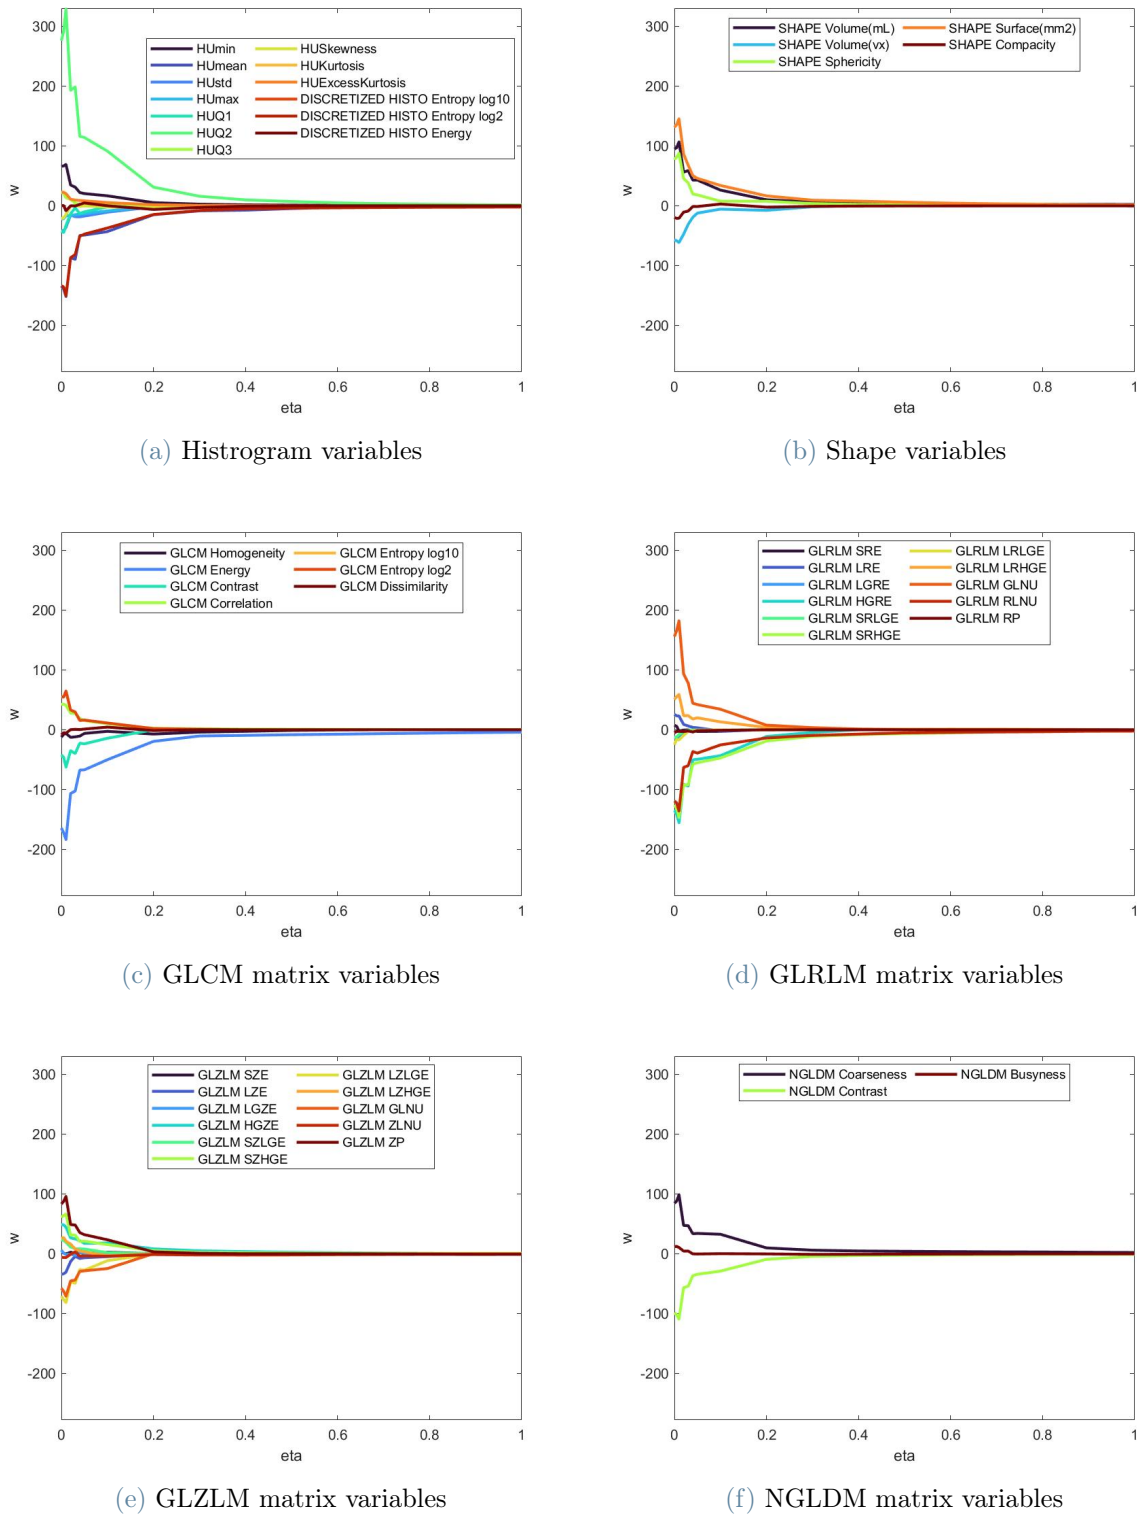 300
200
100
0
-100
-200
w
HUmin
HUmean
HUstd
HUmax
HUQ1
HUQ2
HUQ3
HUSkewness
HUKurtosis
HUExcessKurtosis
DISCRETIZED HISTO Entropy log10
DISCRETIZED HISTO Entropy log2
DISCRETIZED HISTO Energy
0 0.2 0.4 0.6 0.8 1
eta
(a) Histrogram variables
300
200
100
0
-100
-200
w
SHAPE Volume(mL)
SHAPE Volume(vx)
SHAPE Sphericity
SHAPE Surface(mm2)
SHAPE Compacity
0 0.2 0.4 0.6 0.8 1
eta
(b) Shape variables
300
200
100
0
-100
-200
w
GLCM Homogeneity
GLCM Energy
GLCM Contrast
GLCM Correlation
GLCM Entropy log10
GLCM Entropy log2
GLCM Dissimilarity
0 0.2 0.4 0.6 0.8 1
eta
(c) GLCM matrix variables
300
200
100
0
-100
-200
w
GLRLM SRE
GLRLM LRE
GLRLM LGRE
GLRLM HGRE
GLRLM SRLGE
GLRLM SRHGE
GLRLM LRLGE
GLRLM LRHGE
GLRLM GLNU
GLRLM RLNU
GLRLM RP
0 0.2 0.4 0.6 0.8 1
eta
(d) GLRLM matrix variables
300
200
100
0
-100
-200
w
GLZLM SZE
GLZLM LZE
GLZLM LGZE
GLZLM HGZE
GLZLM SZLGE
GLZLM SZHGE
GLZLM LZLGE
GLZLM LZHGE
GLZLM GLNU
GLZLM ZLNU
GLZLM ZP
0 0.2 0.4 0.6 0.8 1
eta
(e) GLZLM matrix variables
300
200
100
0
-100
-200
w
NGLDM Coarseness
NGLDM Contrast
NGLDM Busyness
0 0.2 0.4 0.6 0.8 1
eta
(f) NGLDM matrix variables